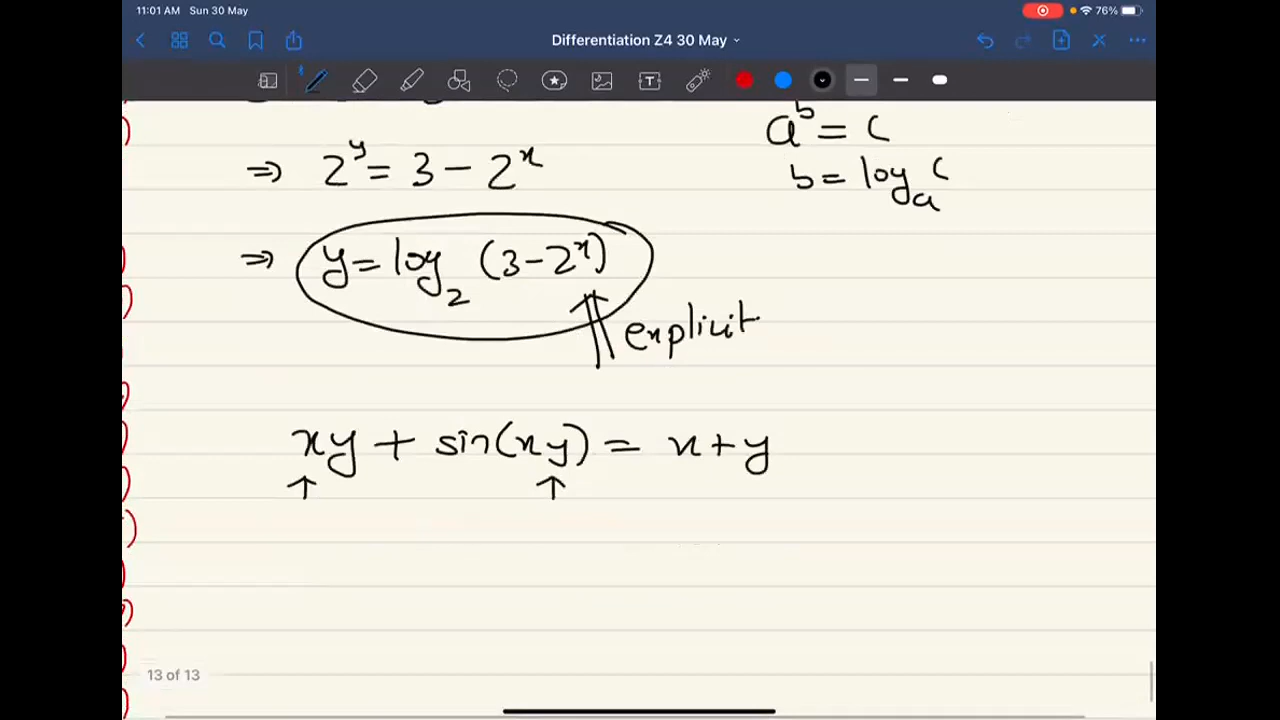 11:01 AM Sun 30 May
76%
Differentiation Z4 30 May
a^b = c
b = log_a c
⇒ 2^y = 3 - 2^x
⇒ y = log_2 (3 - 2^x)
explicit
xy + sin(xy) = x + y
13 of 13